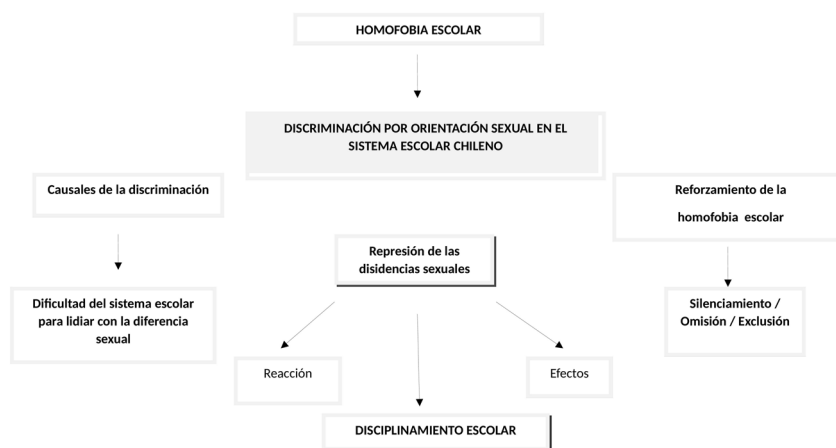 HOMOFOBIA ESCOLAR
DISCRIMINACIÓN POR ORIENTACIÓN SEXUAL EN EL
SISTEMA ESCOLAR CHILENO
Causales de la discriminación
Reforzamiento de la
homofobia escolar
Represión de las
disidencias sexuales
Dificultad del sistema escolar
para lidiar con la diferencia
sexual
Silenciamiento /
Omisión / Exclusión
Reacción
Efectos
DISCIPLINAMIENTO ESCOLAR